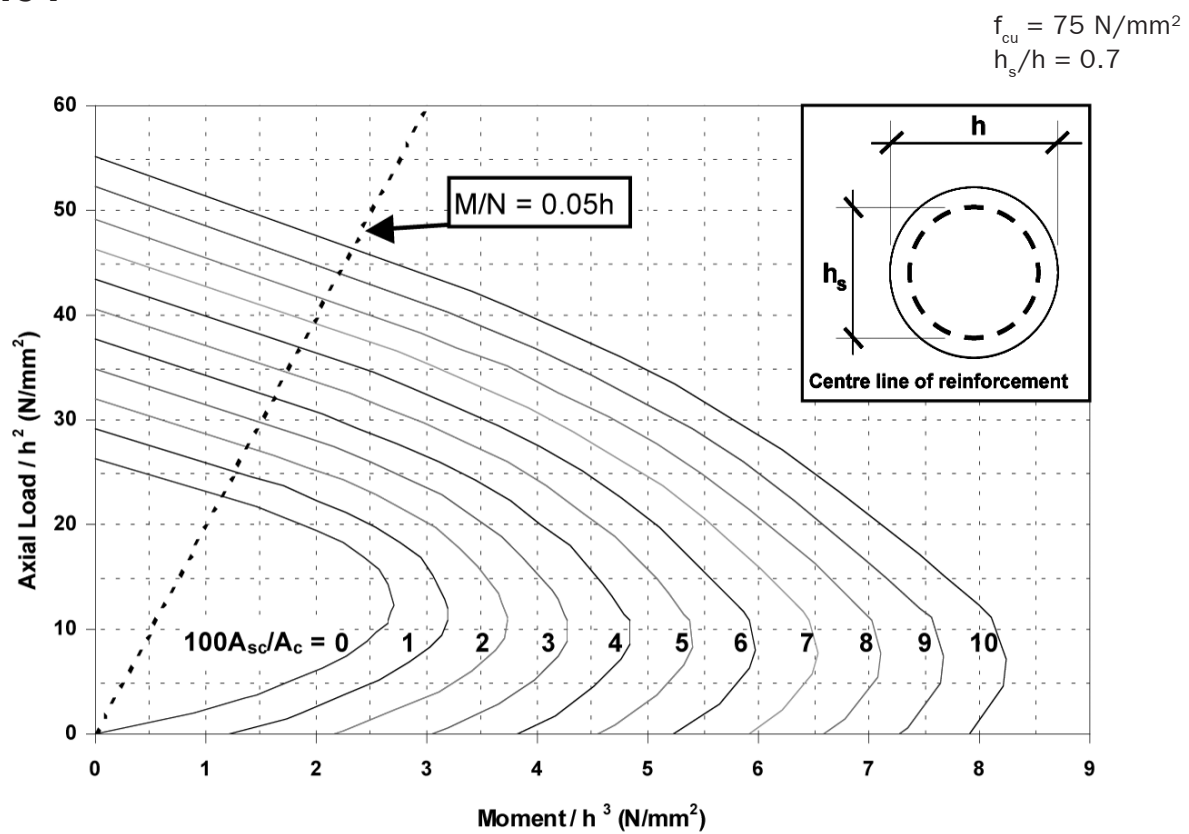 f_cu = 75 N/mm²
h_s/h = 0.7
60
50
40
30
20
10
0
Axial Load / h² (N/mm²)
M/N = 0.05h
h
h_s
Centre line of reinforcement
100A_sc/A_c = 0 1 2 3 4 5 6 7 8 9 10
0 1 2 3 4 5 6 7 8 9
Moment / h³ (N/mm²)